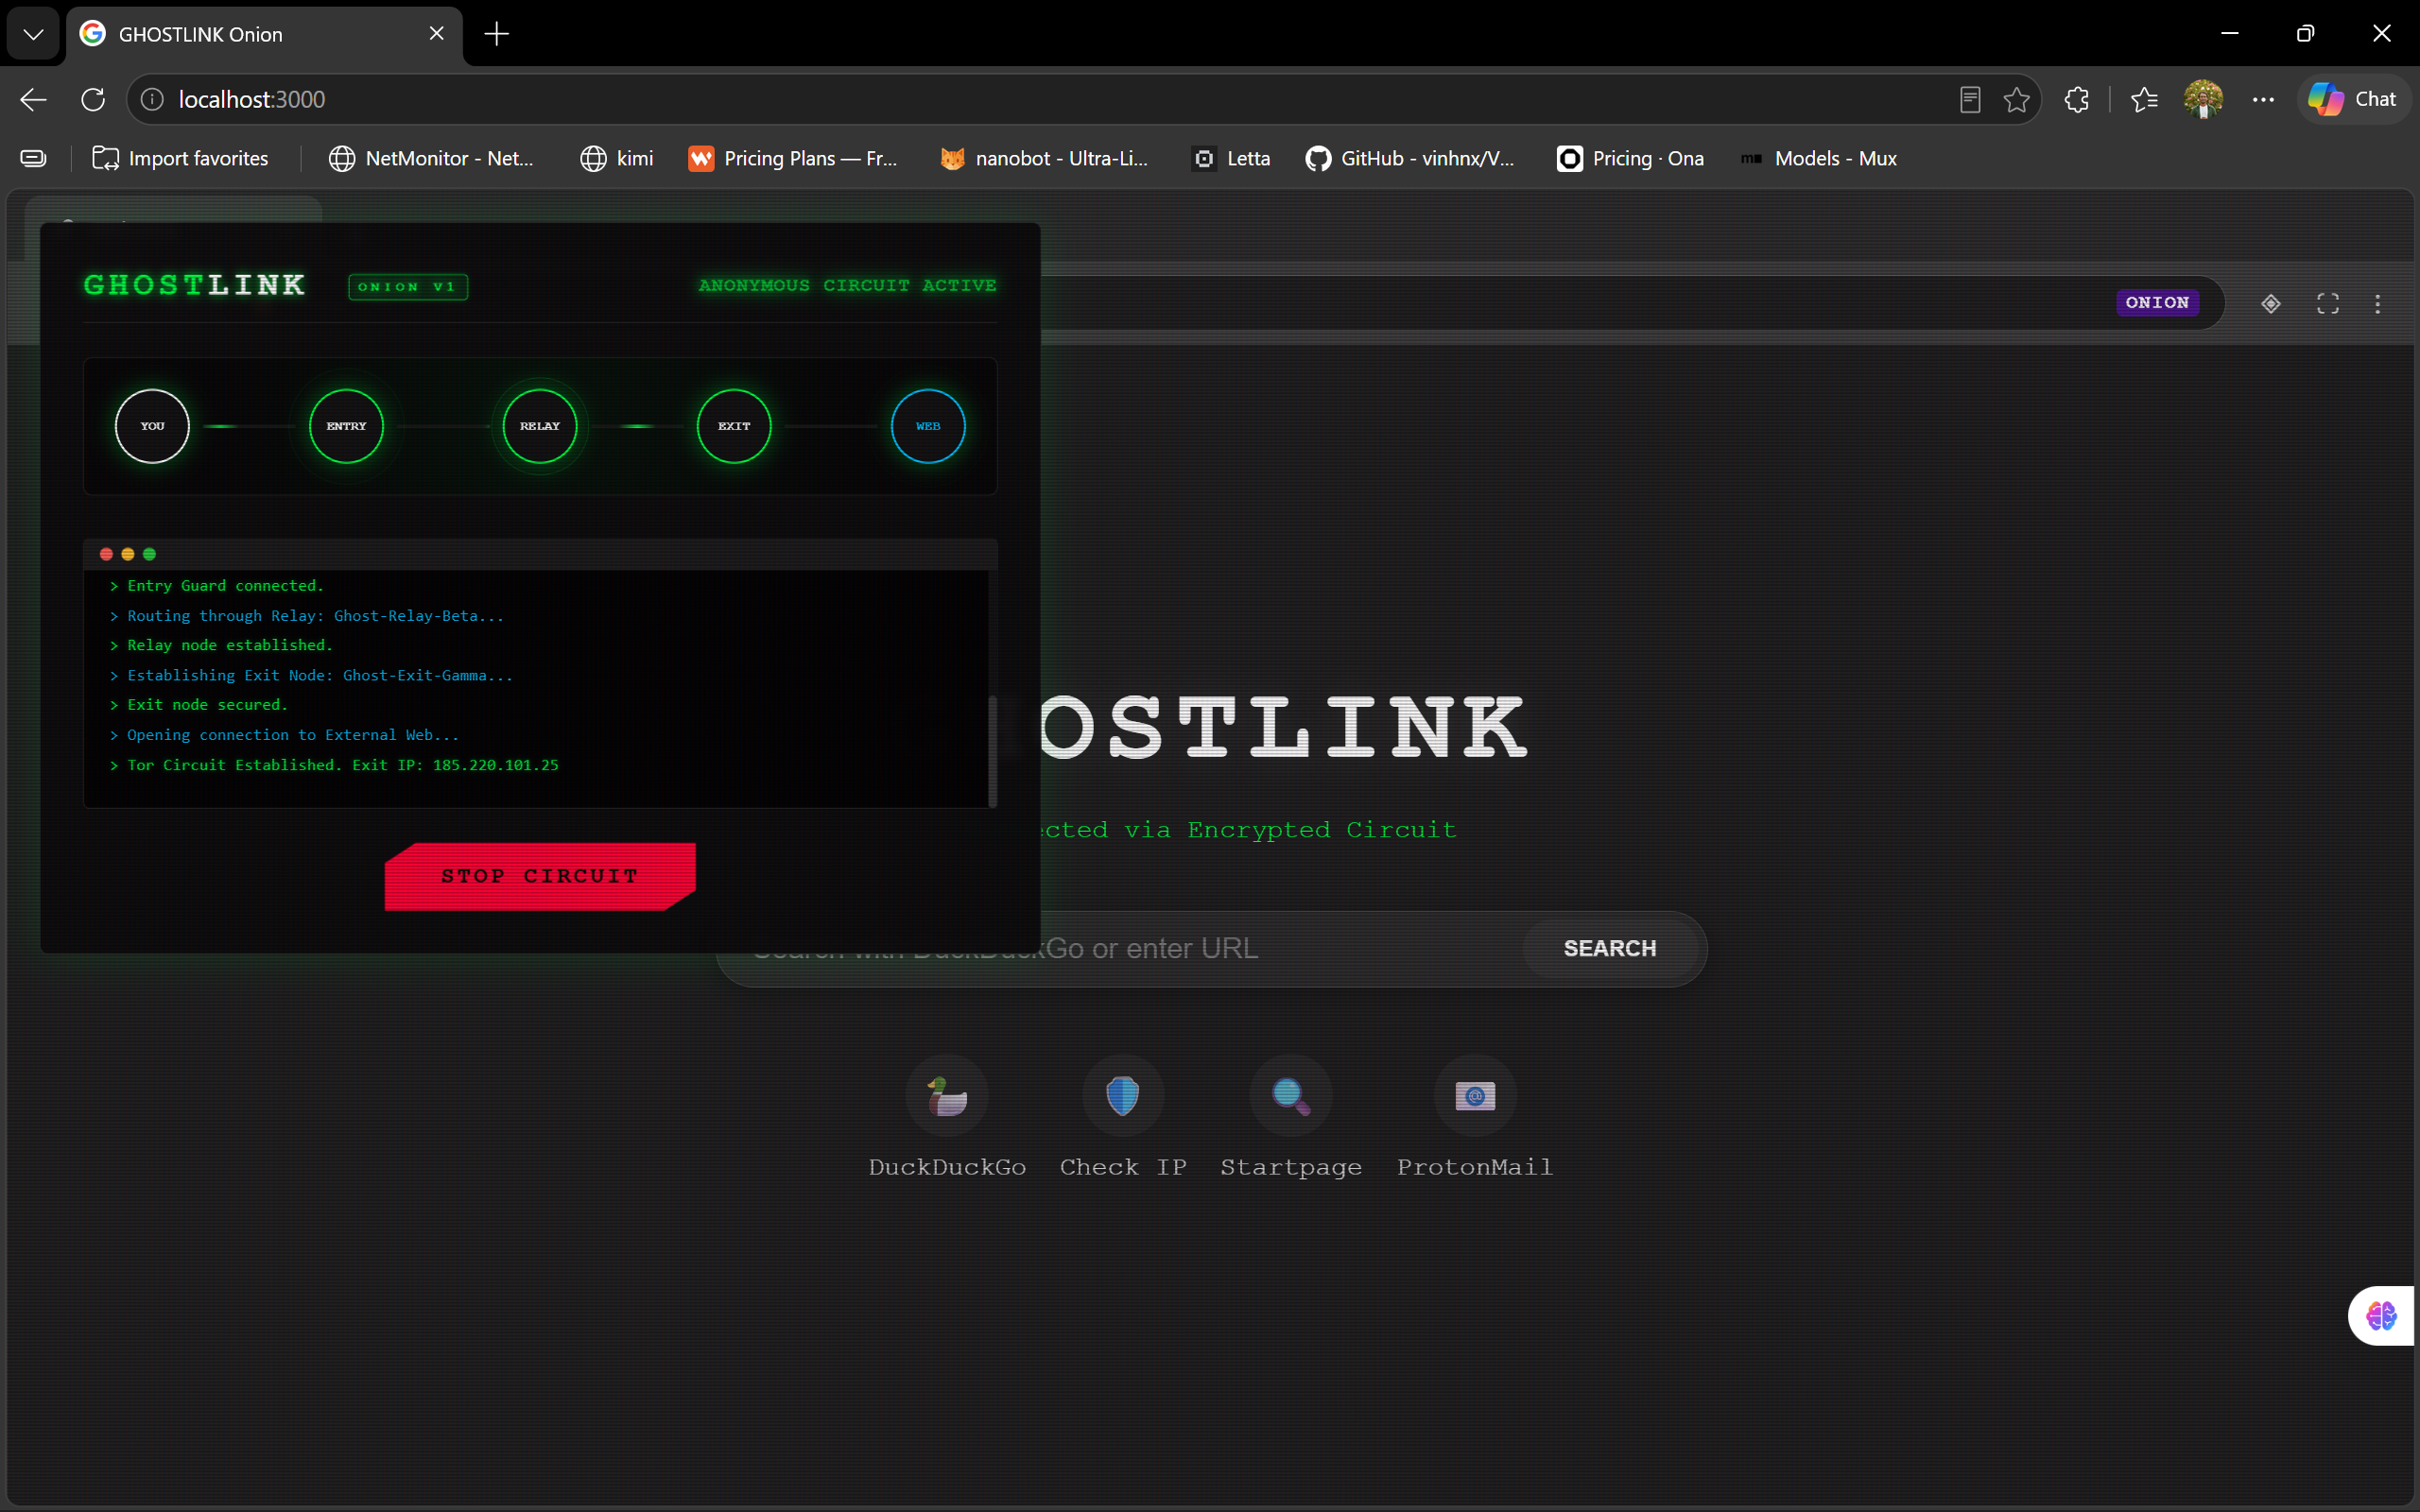 GHOSTLINK Onion
localhost:3000
Chat
Import favorites
NetMonitor - Net...
kimi
Pricing Plans — Fr...
nanobot - Ultra-Li...
Letta
GitHub - vinhnx/V...
Pricing · Ona
Models - Mux
GHOSTLINK
ONION V1
ANONYMOUS CIRCUIT ACTIVE
ONION
YOU
ENTRY
RELAY
EXIT
WEB
> Entry Guard connected.
> Routing through Relay: Ghost-Relay-Beta...
> Relay node established.
> Establishing Exit Node: Ghost-Exit-Gamma...
> Exit node secured.
> Opening connection to External Web...
> Tor Circuit Established. Exit IP: 185.220.101.25
STOP CIRCUIT
OSTLINK
ected via Encrypted Circuit
Search with DuckDuckGo or enter URL
SEARCH
DuckDuckGo
Check IP
Startpage
ProtonMail